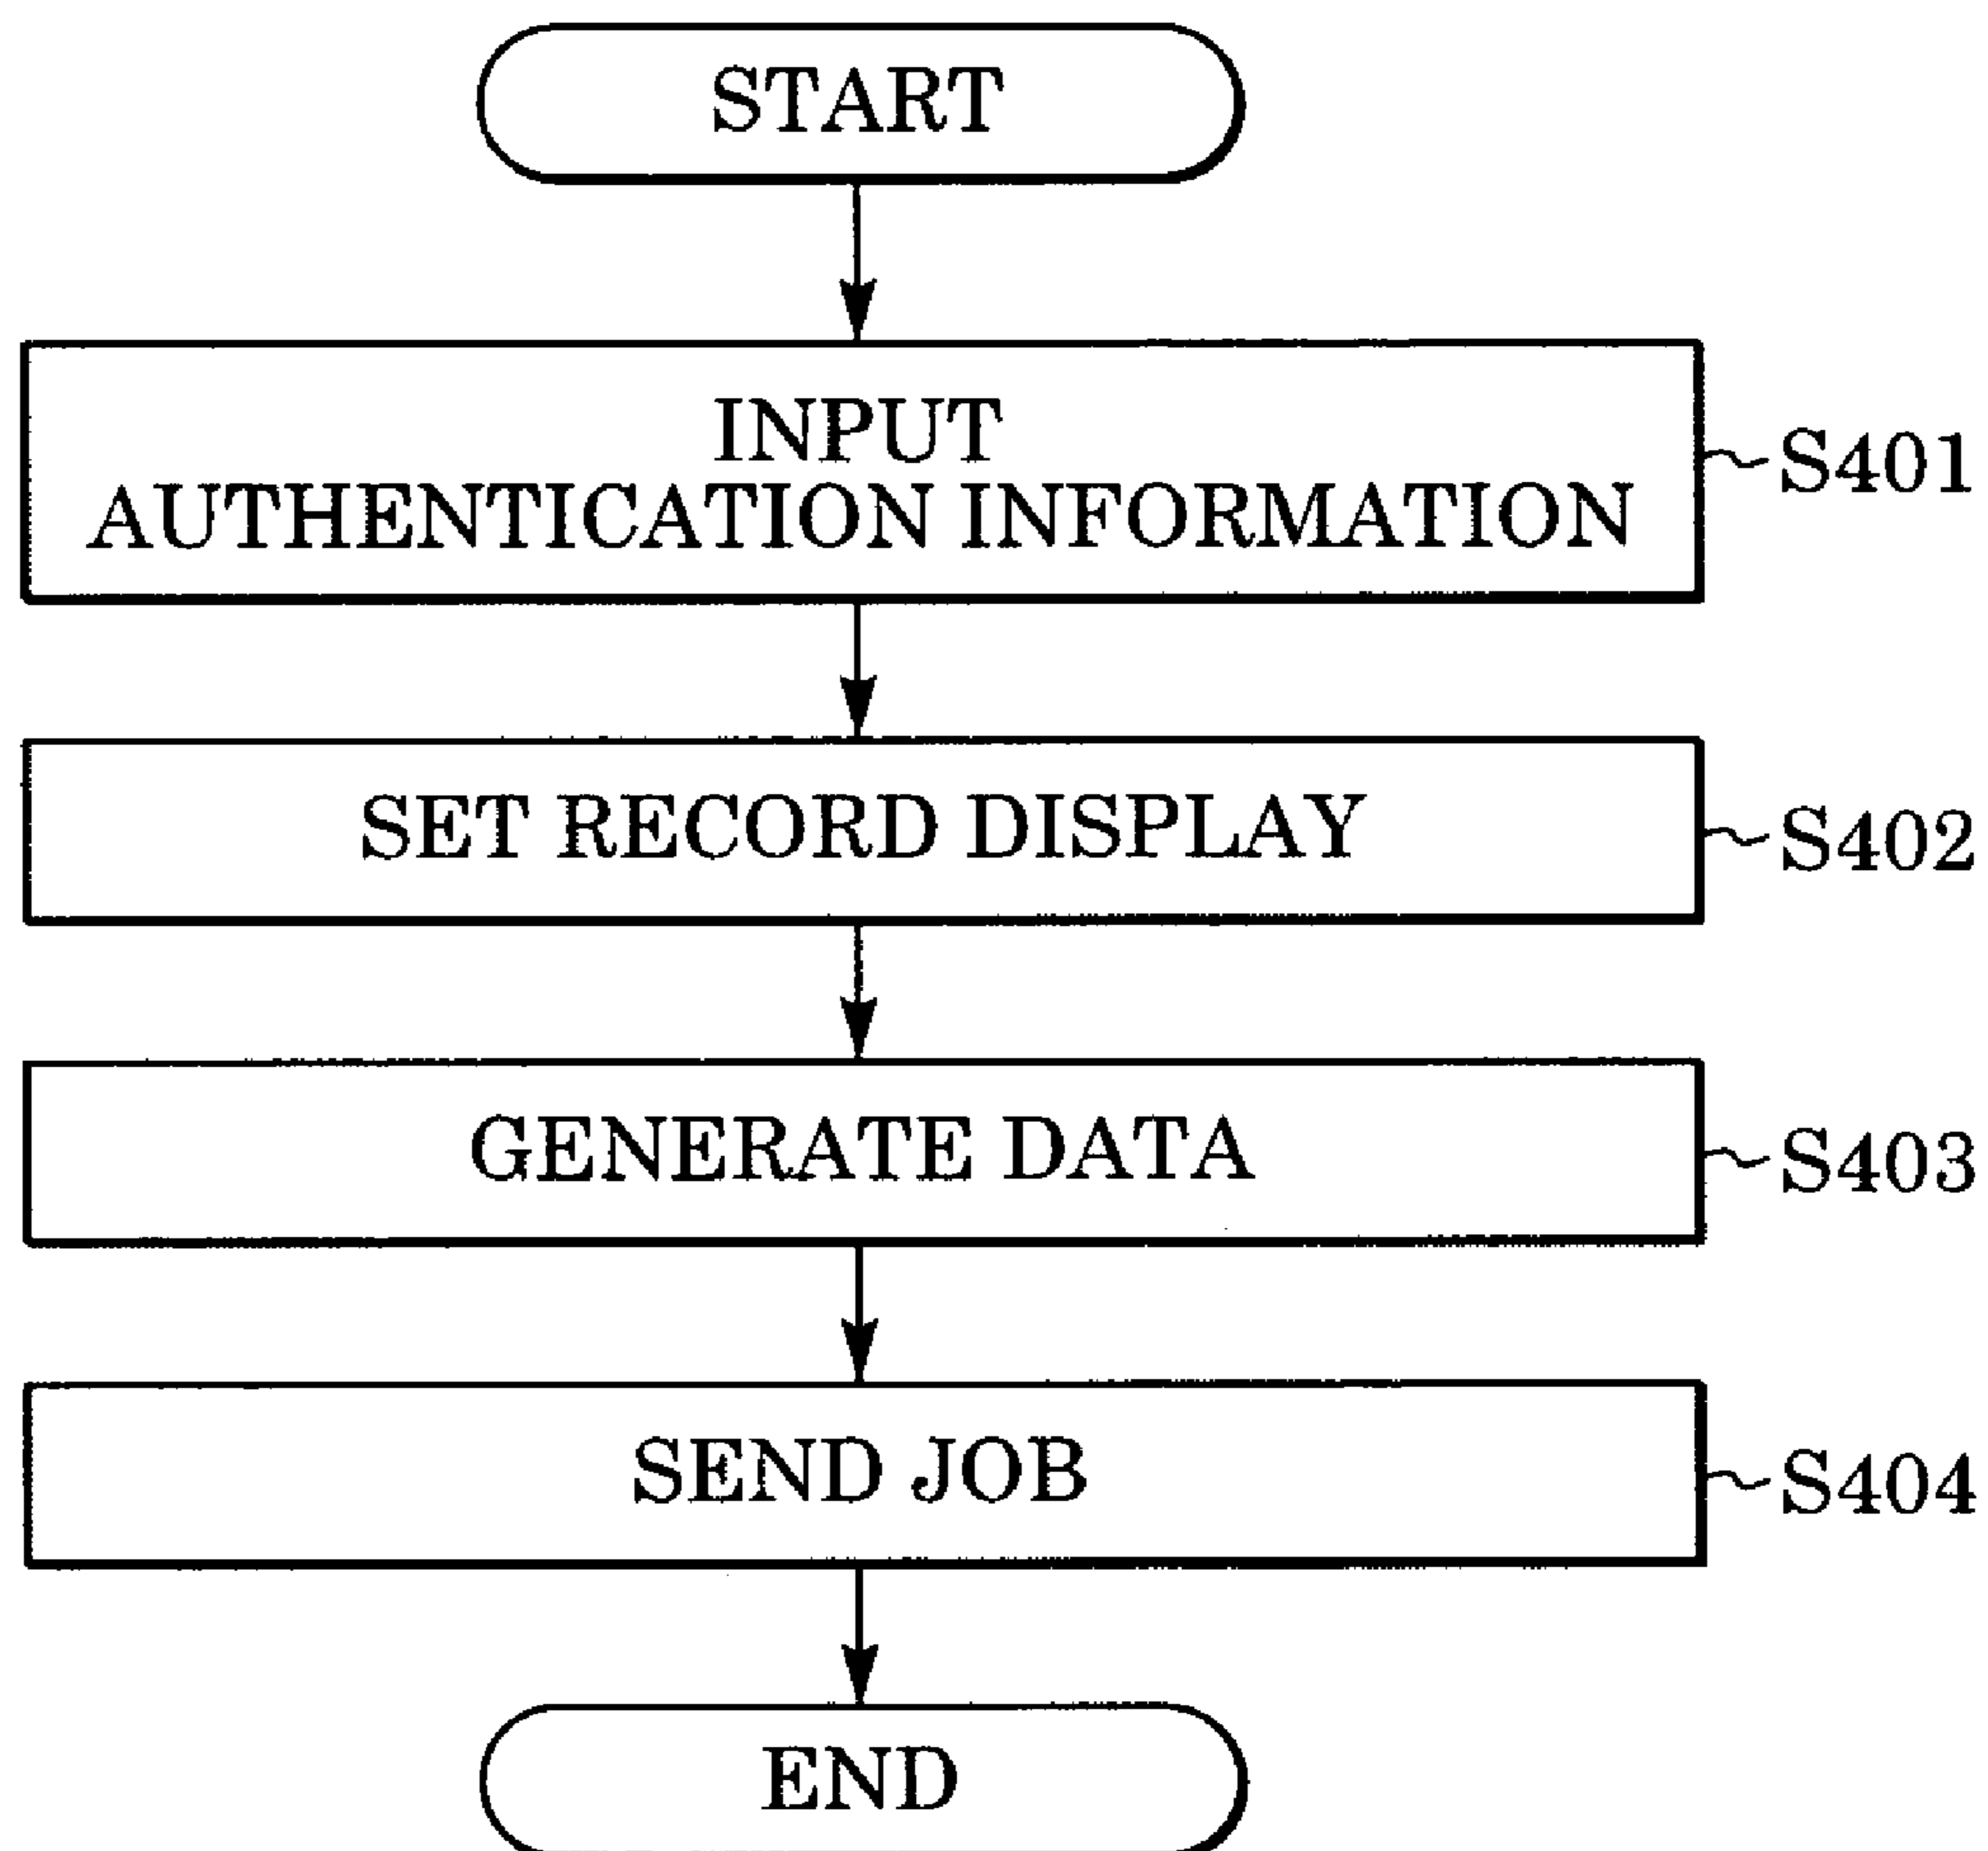 START
INPUT
AUTHENTICATION INFORMATION
S401
SET RECORD DISPLAY
S402
GENERATE DATA
S403
SEND JOB
S404
END